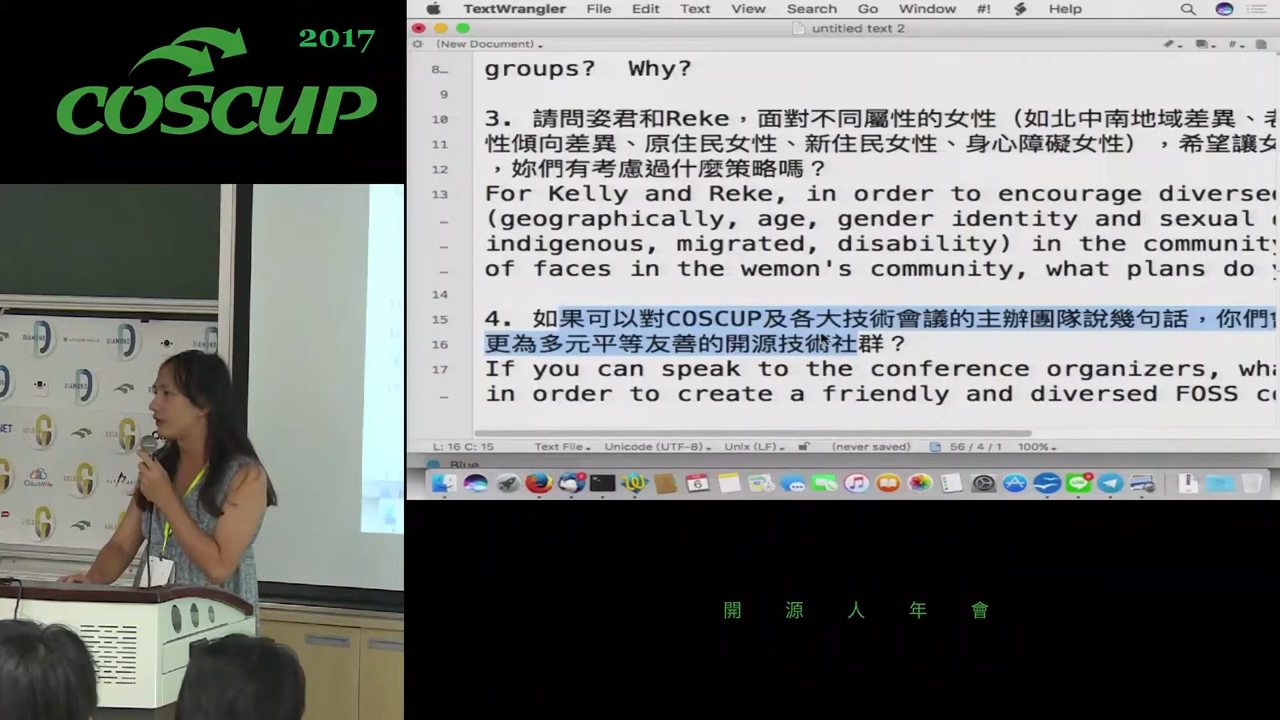 2017
COSCUP
TextWrangler File Edit Text View Search Go Window #! Help
untitled text 2
(New Document)
8… groups?  Why?
9
10 3. 請問姿君和Reke，面對不同屬性的女性（如北中南地域差異、
11 性傾向差異、原住民女性、新住民女性、身心障礙女性），希望讓女
12 ，妳們有考慮過什麼策略嗎？
13 For Kelly and Reke, in order to encourage diversed
… (geographically, age, gender identity and sexual
… indigenous, migrated, disability) in the community
… of faces in the wemon's community, what plans do
14
15 4. 如果可以對COSCUP及各大技術會議的主辦團隊說幾句話，你們
16 更為多元平等友善的開源技術社群？
17 If you can speak to the conference organizers,
… in order to create a friendly and diversed FOSS
L: 16 C: 15 Text File Unicode (UTF-8) Unix (LF) (never saved) 56 / 4 / 1 100%
Blue
DIAMOND
DIAMOND
NET
CloudMile
開源人年會